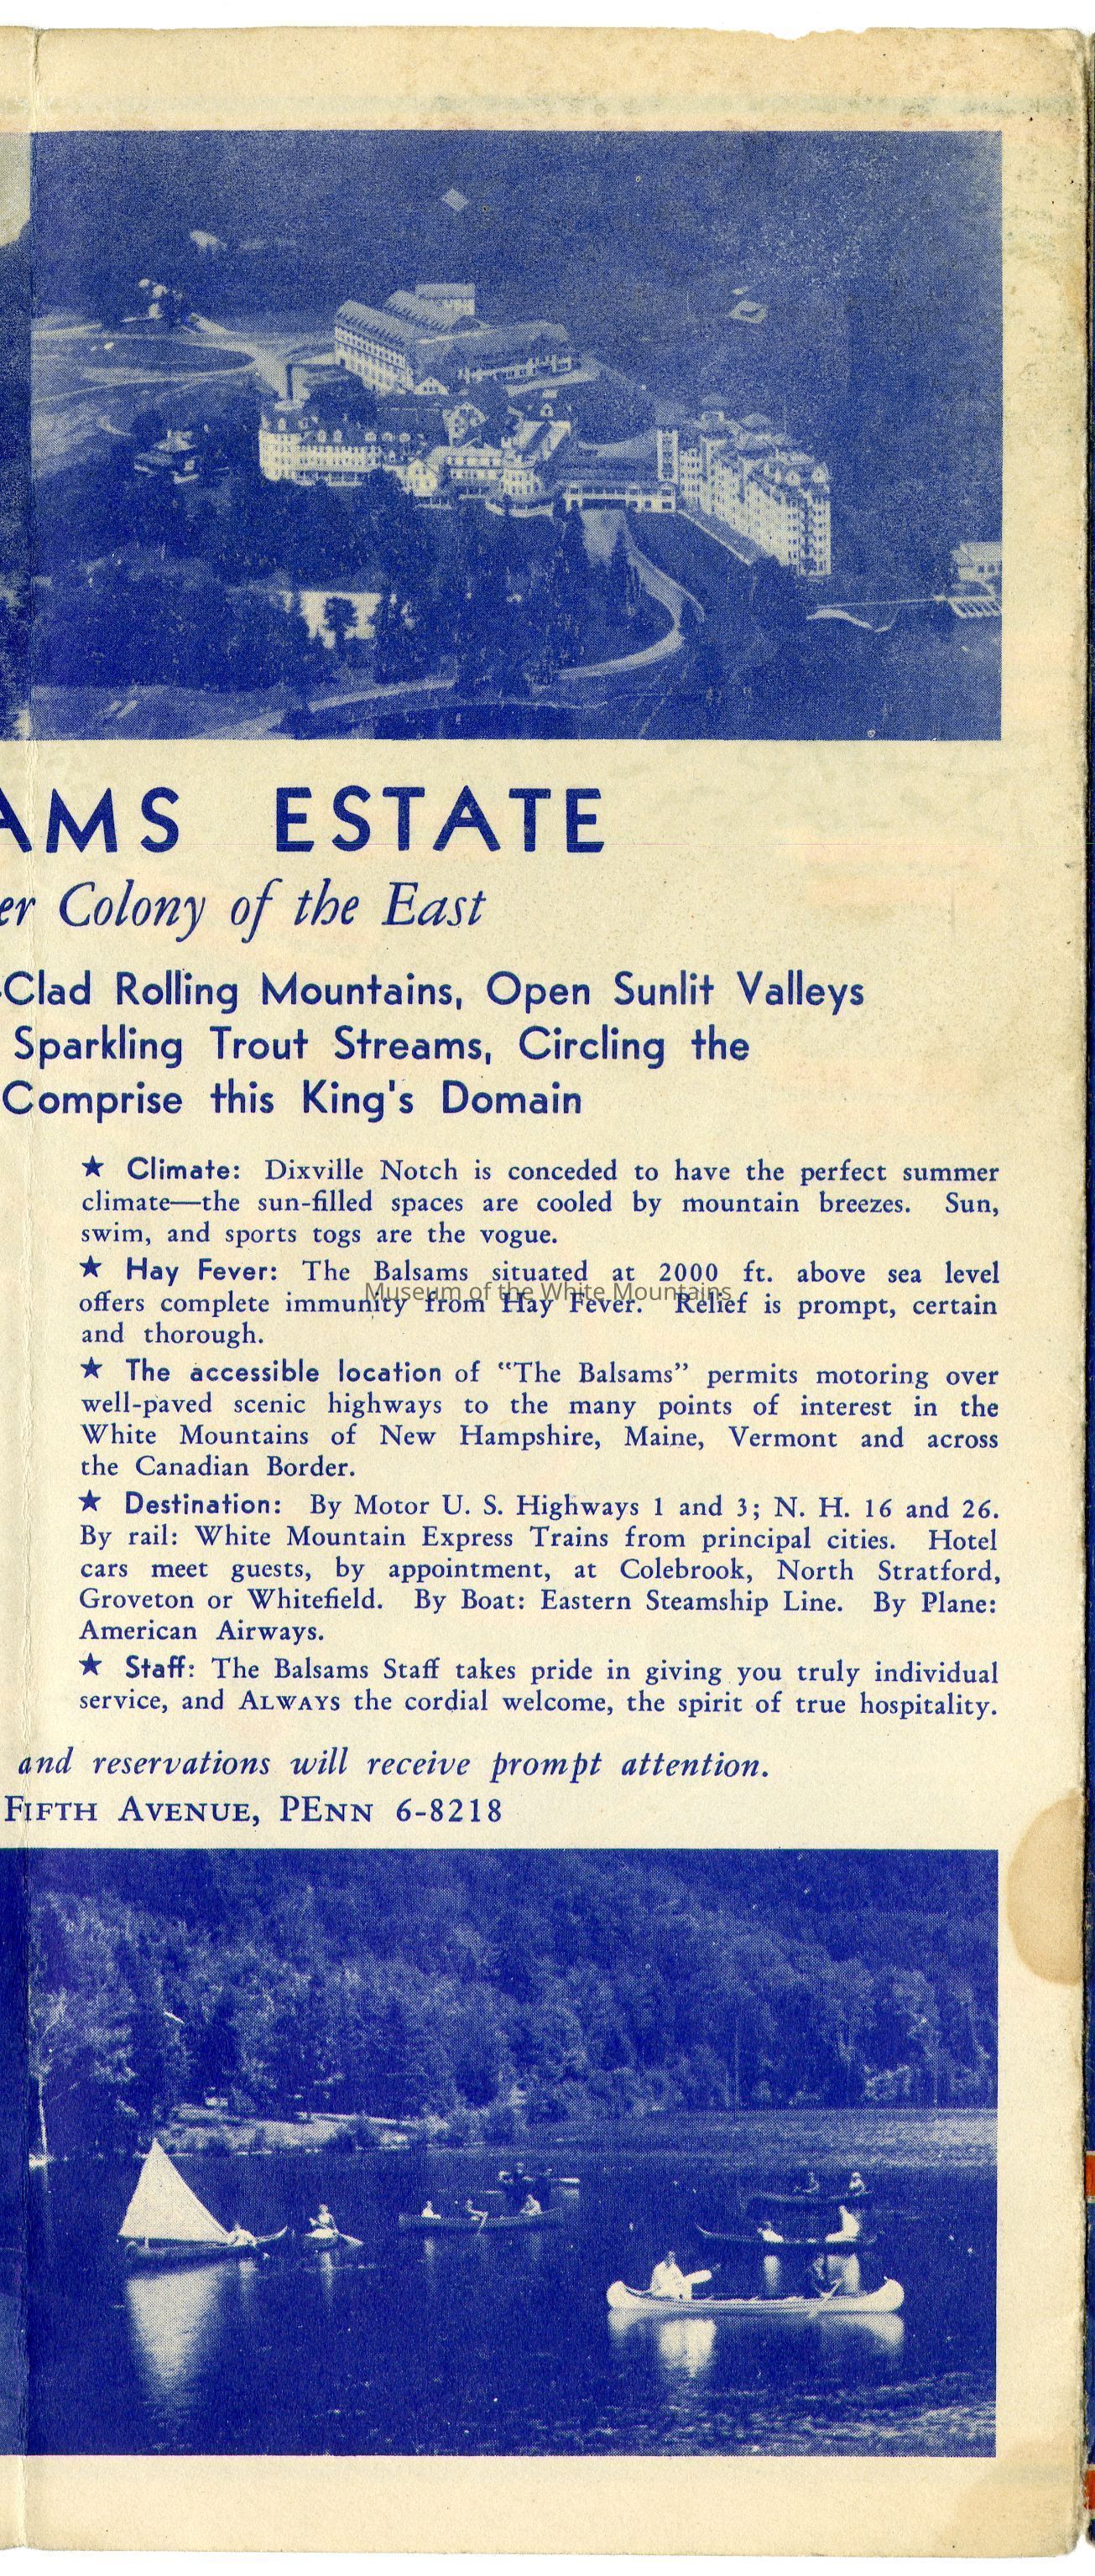 AMS ESTATE
er Colony of the East
-Clad Rolling Mountains, Open Sunlit Valleys
Sparkling Trout Streams, Circling the
Comprise this King's Domain
★ Climate: Dixville Notch is conceded to have the perfect summer
climate—the sun-filled spaces are cooled by mountain breezes. Sun,
swim, and sports togs are the vogue.
★ Hay Fever: The Balsams situated at 2000 ft. above sea level
Museum of the White Mountains
offers complete immunity from Hay Fever. Relief is prompt, certain
and thorough.
★ The accessible location of “The Balsams” permits motoring over
well-paved scenic highways to the many points of interest in the
White Mountains of New Hampshire, Maine, Vermont and across
the Canadian Border.
★ Destination: By Motor U. S. Highways 1 and 3; N. H. 16 and 26.
By rail: White Mountain Express Trains from principal cities. Hotel
cars meet guests, by appointment, at Colebrook, North Stratford,
Groveton or Whitefield. By Boat: Eastern Steamship Line. By Plane:
American Airways.
★ Staff: The Balsams Staff takes pride in giving you truly individual
service, and ALWAYS the cordial welcome, the spirit of true hospitality.
and reservations will receive prompt attention.
FIFTH AVENUE, PENN 6-8218